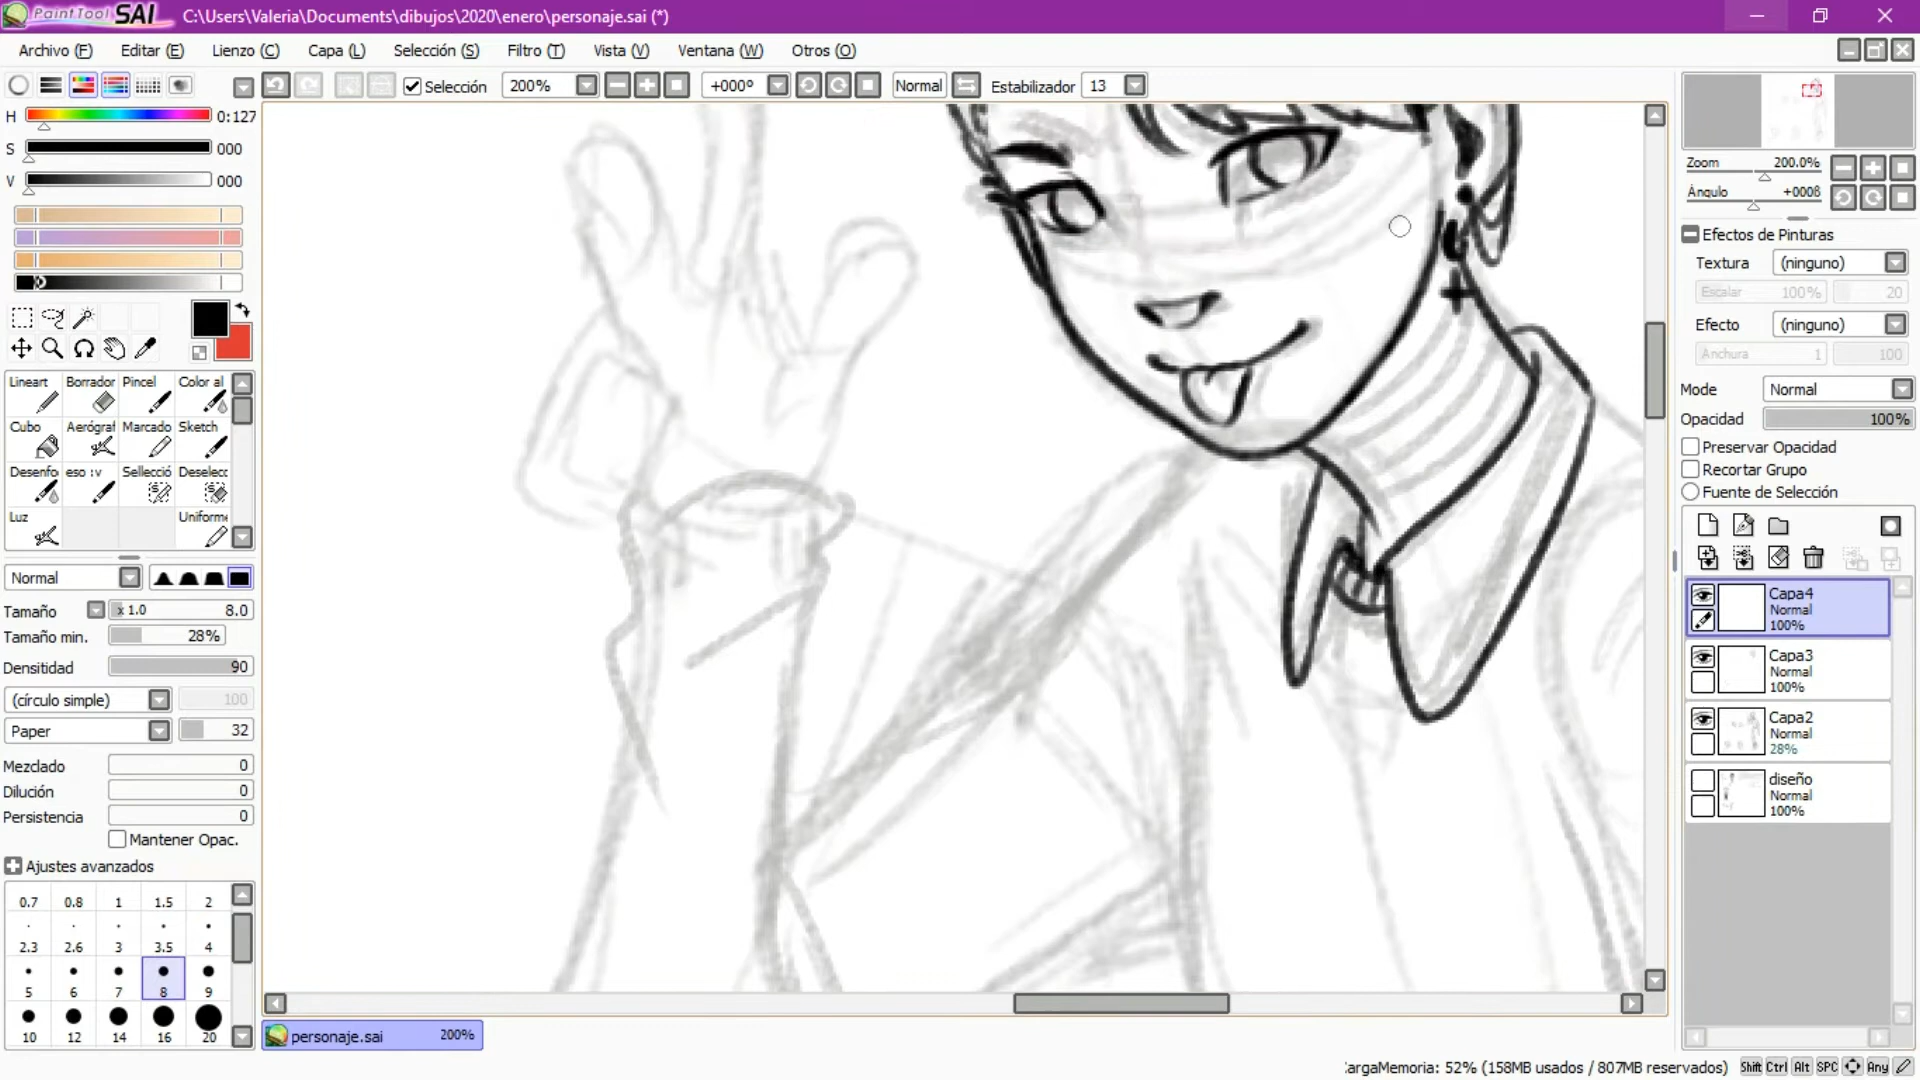 PaintTool SAI C:\Users\Valeria\Documents\dibujos\2020\enero\personaje.sai (*)
Archivo (F) Editar (E) Lienzo (C) Capa (L) Selección (S) Filtro (T) Vista (V) Ventana (W) Otros (O)
Selección 200% +000º Normal Estabilizador 13
H 0:127
S 000
V 000
Zoom 200.0%
Ángulo +000ß
Efectos de Pinturas
Textura (ninguno)
Escalar 100% 20
Efecto (ninguno)
Anchura 1 100
Modo Normal
Opacidad 100%
Preservar Opacidad
Recortar Grupo
Fuente de Selección
Lineart Borrador Pincel Color al
Cubo Aerógraf Marcado Sketch
Desenfo eso :v Sellecció Deselecc
Luz Uniforme
Normal
Tamaño x 1.0 8.0
Tamaño min. 28%
Densitidad 90
(círculo simple) 100
Paper 32
Mezclado 0
Dilución 0
Persistencia 0
Mantener Opac.
Ajustes avanzados
0.7 0.8 1 1.5 2
2.3 2.6 3 3.5 4
5 6 7 8 9
10 12 14 16 20
Capa4
Normal
100%
Capa3
Normal
100%
Capa2
Normal
28%
diseño
Normal
100%
personaje.sai 200%
CargaMemoria: 52% (158MB usados / 807MB reservados) Shift Ctrl Alt SPC Any